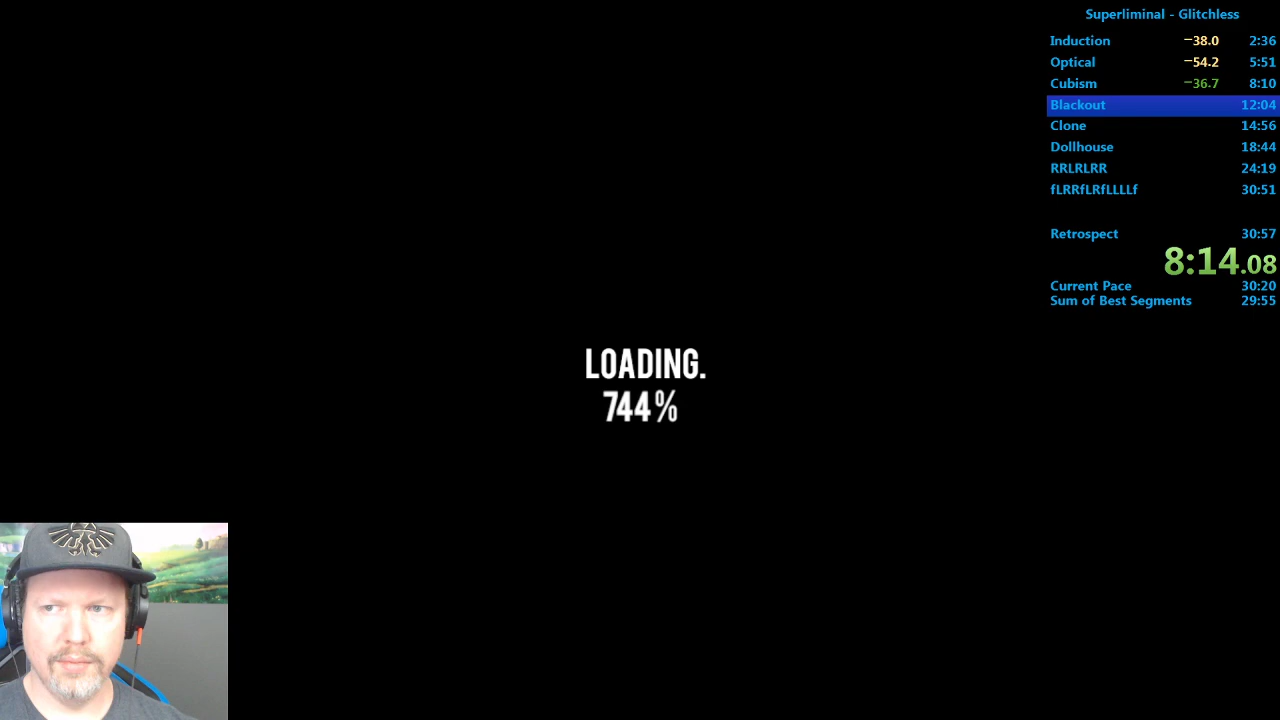 Superliminal - Glitchless
Induction −38.0 2:36
Optical −54.2 5:51
Cubism −36.7 8:10
Blackout 12:04
Clone 14:56
Dollhouse 18:44
RRLRLRR 24:19
fLRRfLRfLLLLf 30:51
Retrospect 30:57
8:14.08
Current Pace 30:20
Sum of Best Segments 29:55
LOADING.
744%